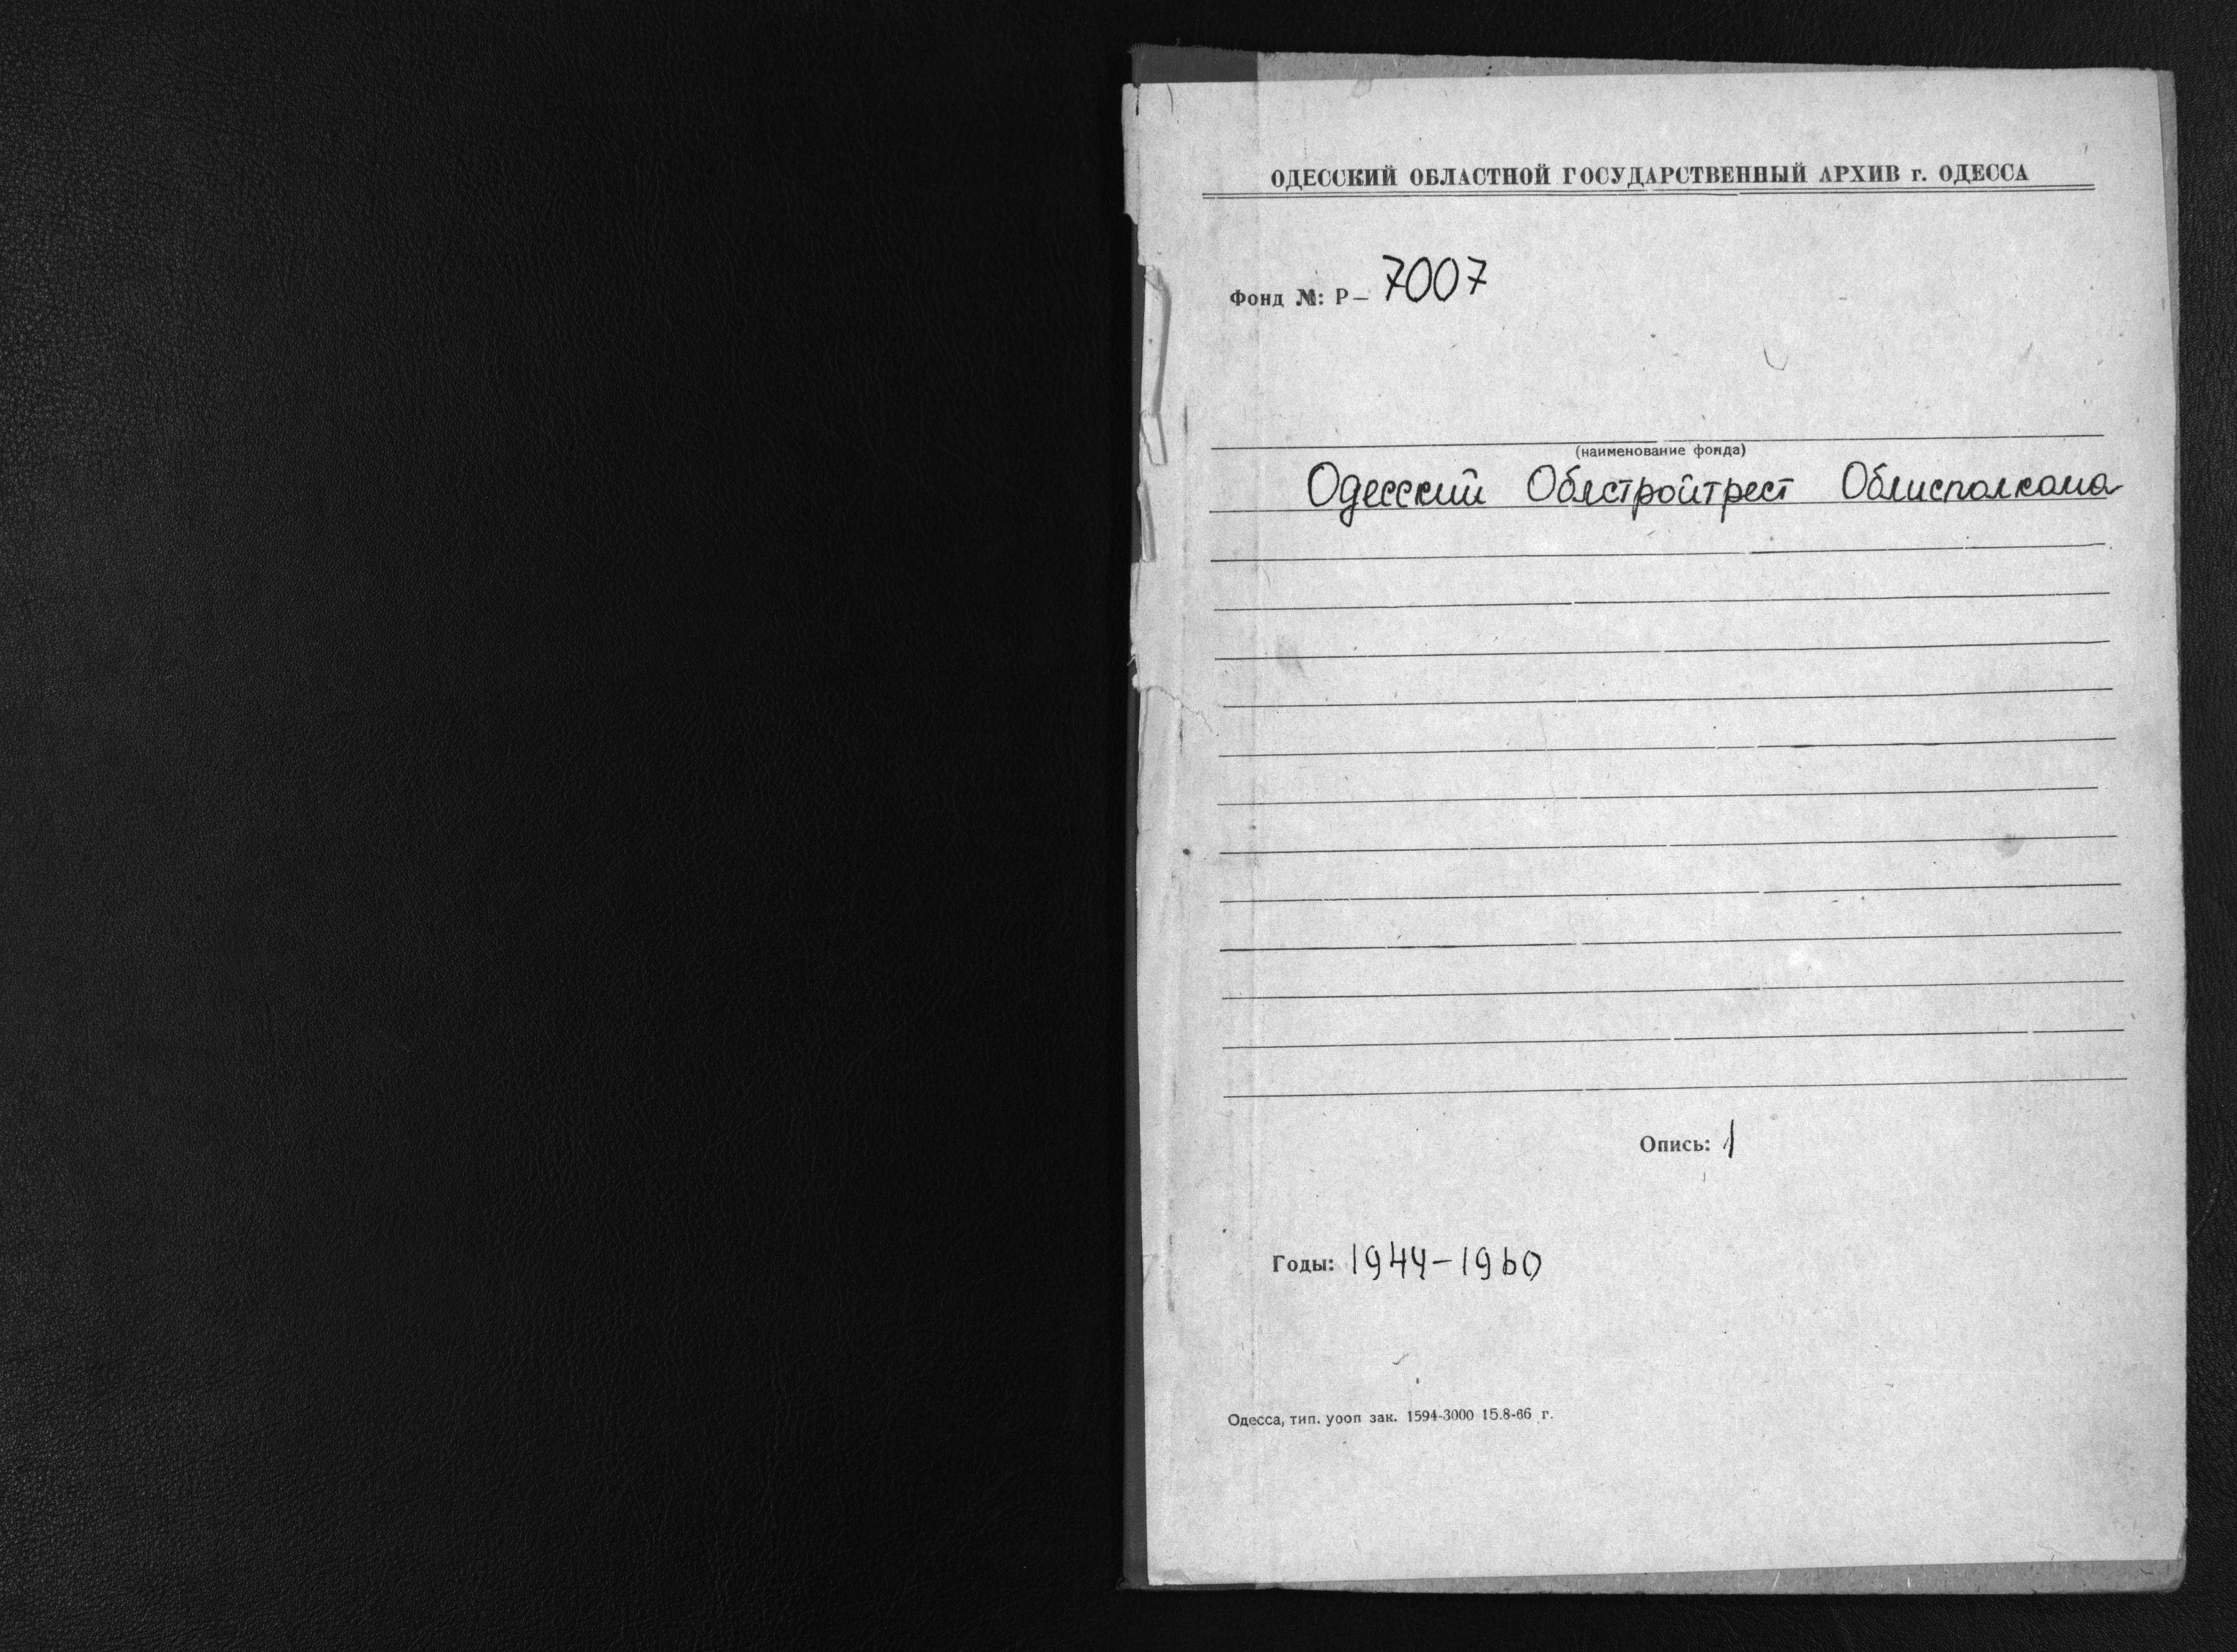 ОДЕССКИЙ ОБЛАСТНОЙ ГОСУДАРСТВЕННЫЙ АРХИВ г. ОДЕССА
Фонд №: Р— 7007
(наименование фонда)
Одесский Облстройтрест Облисполкома
Опись: 1
Годы: 1944-1960
Одесса, тип. уооп зак. 1594-3000 15.8-66 г.